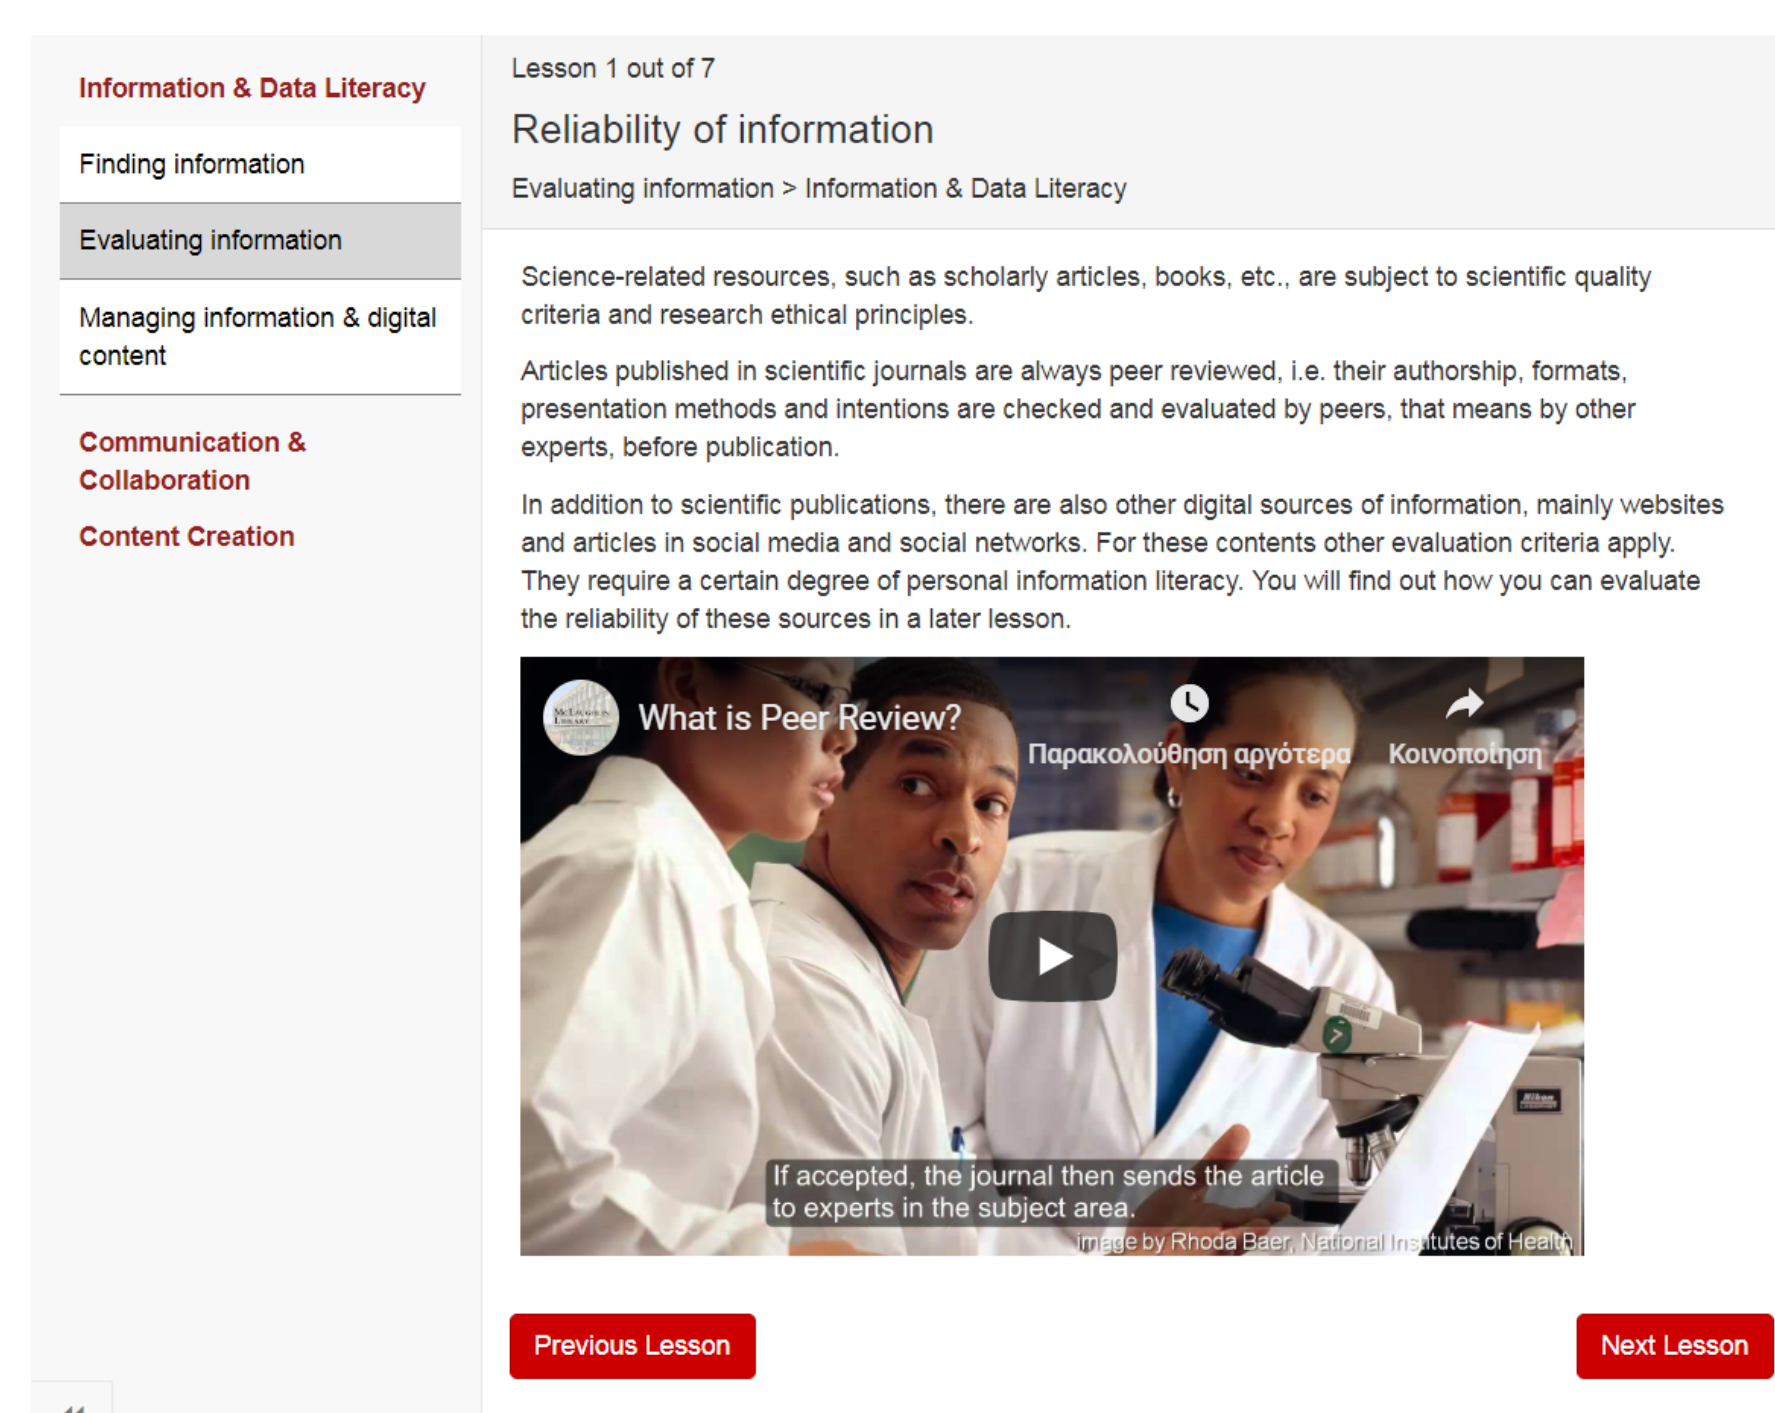 Information & Data Literacy
Finding information
Evaluating information
Managing information & digital
content
Communication &
Collaboration
Content Creation
Lesson 1 out of 7
Reliability of information
Evaluating information > Information & Data Literacy
Science-related resources, such as scholarly articles, books, etc., are subject to scientific quality
criteria and research ethical principles.
Articles published in scientific journals are always peer reviewed, i.e. their authorship, formats,
presentation methods and intentions are checked and evaluated by peers, that means by other
experts, before publication.
In addition to scientific publications, there are also other digital sources of information, mainly websites
and articles in social media and social networks. For these contents other evaluation criteria apply.
They require a certain degree of personal information literacy. You will find out how you can evaluate
the reliability of these sources in a later lesson.
McLaughlin
Library
What is Peer Review?
Παρακολούθηση αργότερα
Κοινοποίηση
7
Nikon
If accepted, the journal then sends the article
to experts in the subject area.
image by Rhoda Baer, National Institutes of Health
Previous Lesson
Next Lesson